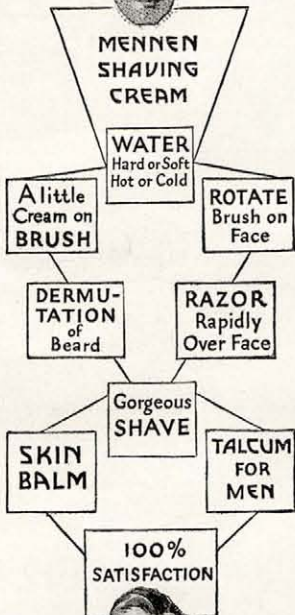 MENNEN
SHAVING
CREAM
WATER
Hard or Soft
Hot or Cold
A little
Cream on
BRUSH
ROTATE
Brush on
Face
DERMU-
TATION
of
Beard
RAZOR
Rapidly
Over Face
Gorgeous
SHAVE
SKIN
BALM
TALCUM
FOR
MEN
100%
SATISFACTION